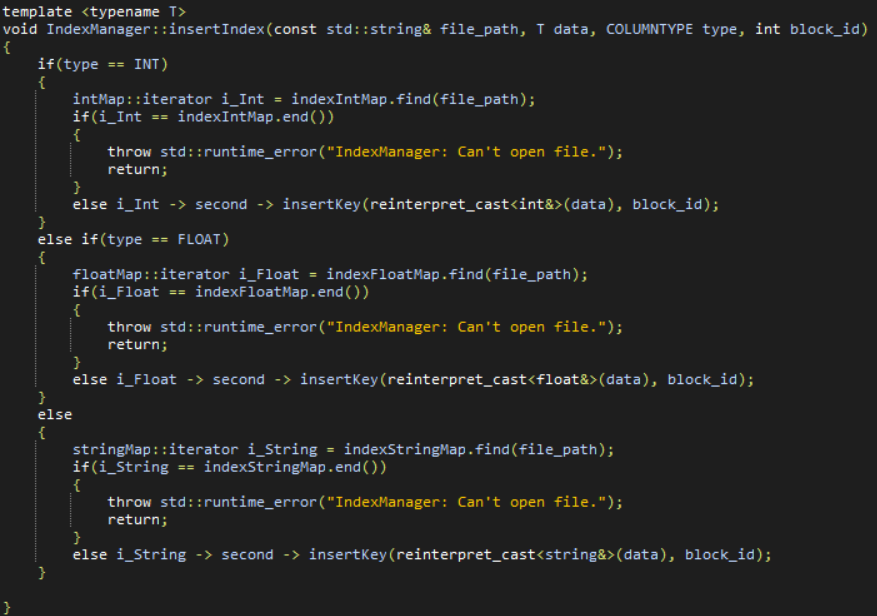 template <typename T>
void IndexManager::insertIndex(const std::string& file_path, T data, COLUMNTYPE type, int block_id)
{
    if(type == INT)
    {
        intMap::iterator i_Int = indexIntMap.find(file_path);
        if(i_Int == indexIntMap.end())
        {
            throw std::runtime_error("IndexManager: Can't open file.");
            return;
        }
        else i_Int -> second -> insertKey(reinterpret_cast<int&>(data), block_id);
    }
    else if(type == FLOAT)
    {
        floatMap::iterator i_Float = indexFloatMap.find(file_path);
        if(i_Float == indexFloatMap.end())
        {
            throw std::runtime_error("IndexManager: Can't open file.");
            return;
        }
        else i_Float -> second -> insertKey(reinterpret_cast<float&>(data), block_id);
    }
    else
    {
        stringMap::iterator i_String = indexStringMap.find(file_path);
        if(i_String == indexStringMap.end())
        {
            throw std::runtime_error("IndexManager: Can't open file.");
            return;
        }
        else i_String -> second -> insertKey(reinterpret_cast<string&>(data), block_id);
    }

}